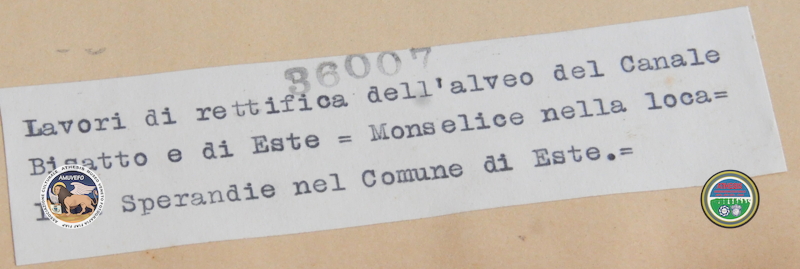 36007
Lavori di rettifica dell'alveo del Canale
Bisatto e di Este = Monselice nella loca=
Sperandie nel Comune di Este.=
AMUVEFO